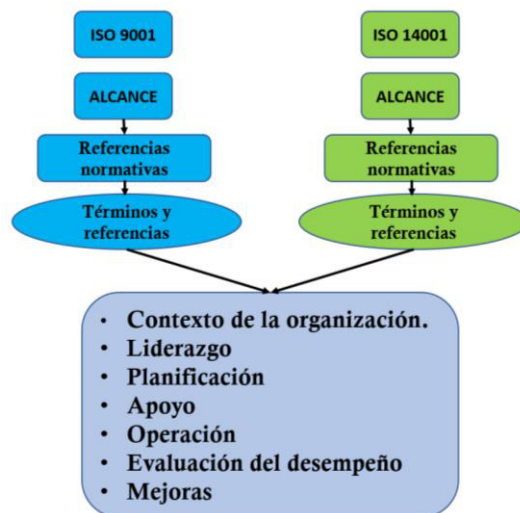 ISO 9001
ALCANCE
Referencias
normativas
Términos y
referencias
ISO 14001
ALCANCE
Referencias
normativas
Términos y
referencias
• Contexto de la organización.
• Liderazgo
• Planificación
• Apoyo
• Operación
• Evaluación del desempeño
• Mejoras